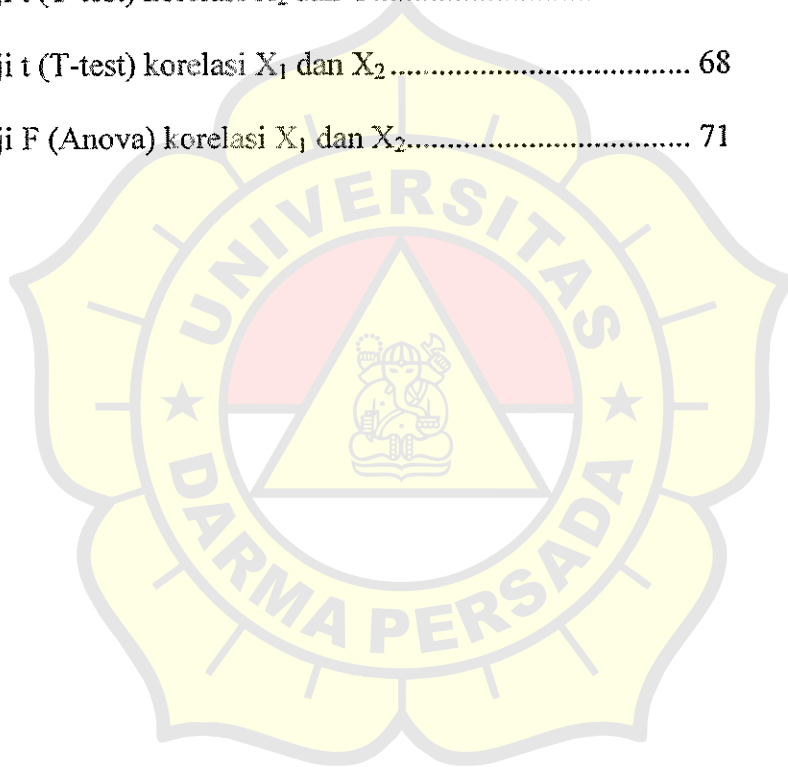 ji t (T-test) korelasi X₁ dan X₂.................................... 68
ji F (Anova) korelasi X₁ dan X₂.................................. 71
UNIVERSITAS
DARMA PERSADA